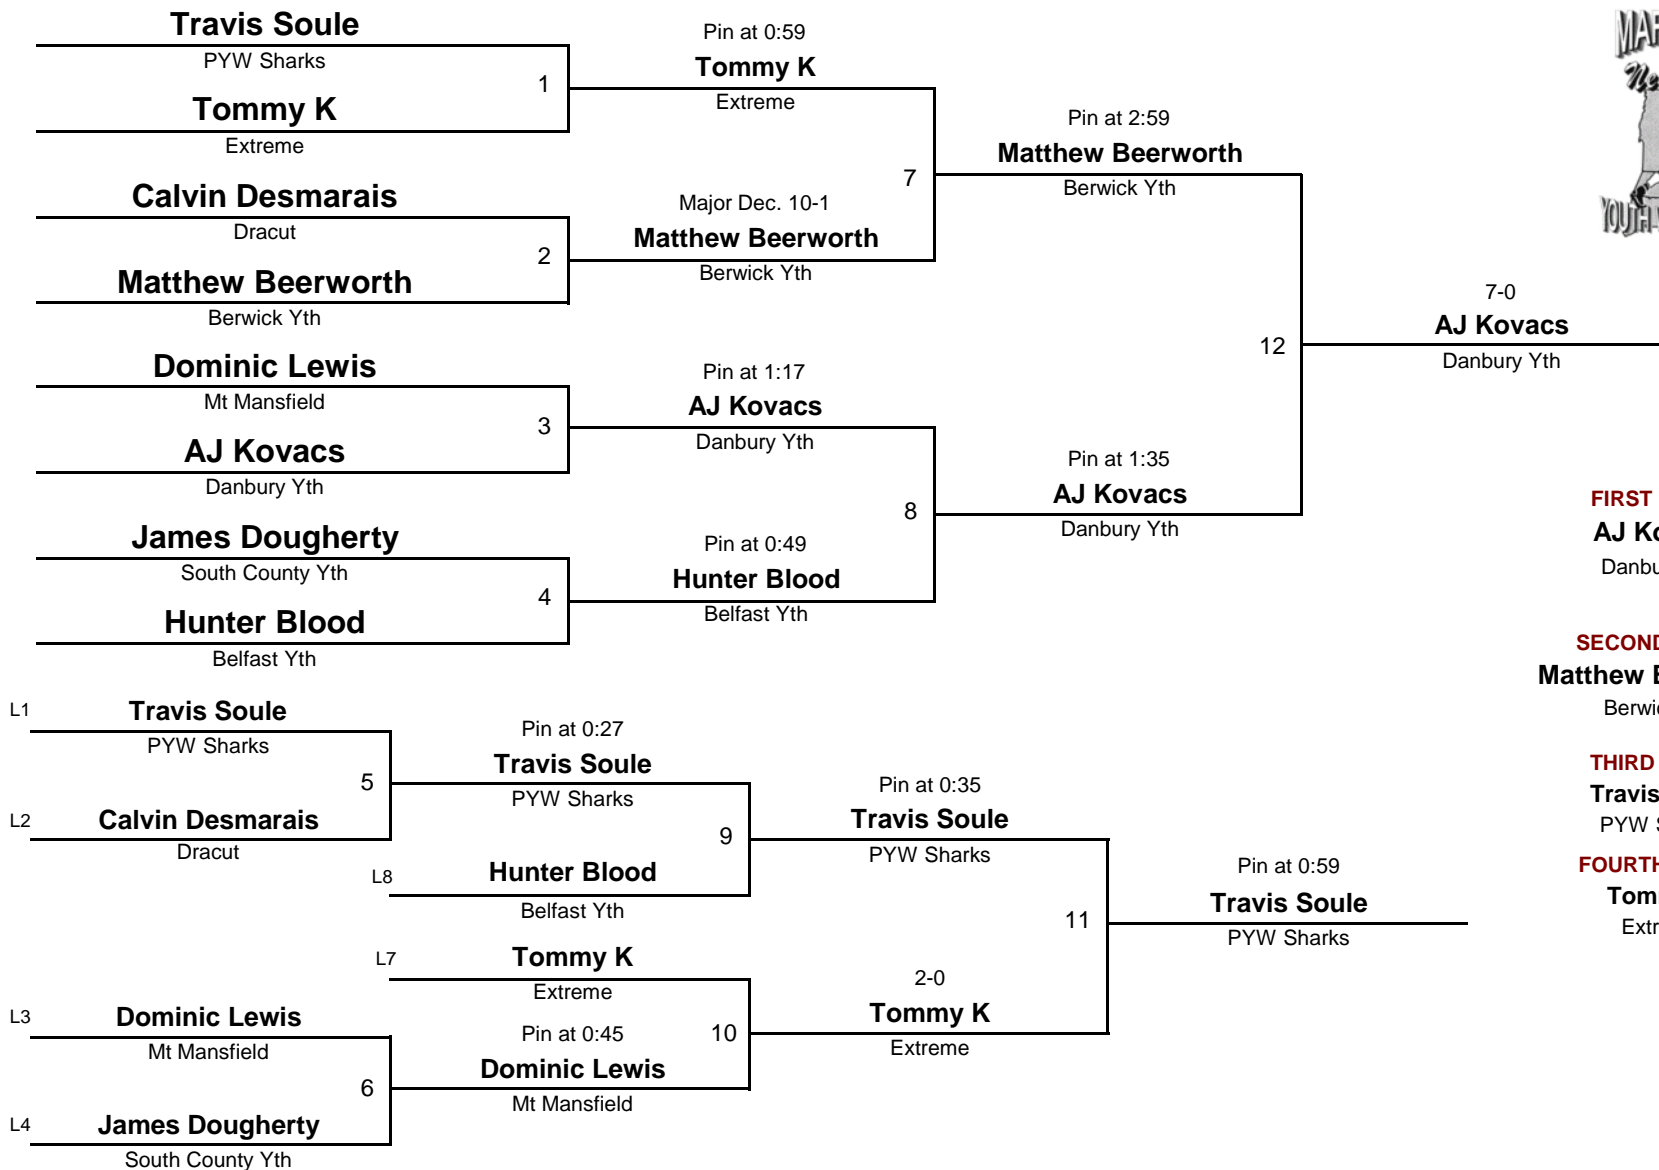 Travis Soule
PYW Sharks
1
Tommy K
Extreme
Calvin Desmarais
Dracut
2
Matthew Beerworth
Berwick Yth
Dominic Lewis
Mt Mansfield
3
AJ Kovacs
Danbury Yth
James Dougherty
South County Yth
4
Hunter Blood
Belfast Yth
Pin at 0:59
Tommy K
Extreme
7
Major Dec. 10-1
Matthew Beerworth
Berwick Yth
Pin at 1:17
AJ Kovacs
Danbury Yth
8
Pin at 0:49
Hunter Blood
Belfast Yth
Pin at 2:59
Matthew Beerworth
Berwick Yth
12
Pin at 1:35
AJ Kovacs
Danbury Yth
7-0
AJ Kovacs
Danbury Yth
L1
Travis Soule
PYW Sharks
5
L2
Calvin Desmarais
Dracut
Pin at 0:27
Travis Soule
PYW Sharks
9
L8
Hunter Blood
Belfast Yth
L7
Tommy K
Extreme
10
L3
Dominic Lewis
Mt Mansfield
6
L4
James Dougherty
South County Yth
Pin at 0:45
Dominic Lewis
Mt Mansfield
Pin at 0:35
Travis Soule
PYW Sharks
11
2-0
Tommy K
Extreme
Pin at 0:59
Travis Soule
PYW Sharks
YOUTH
FIRST
AJ
SECOND
Matthew
THIRD
Travis
PYW
FOURTH